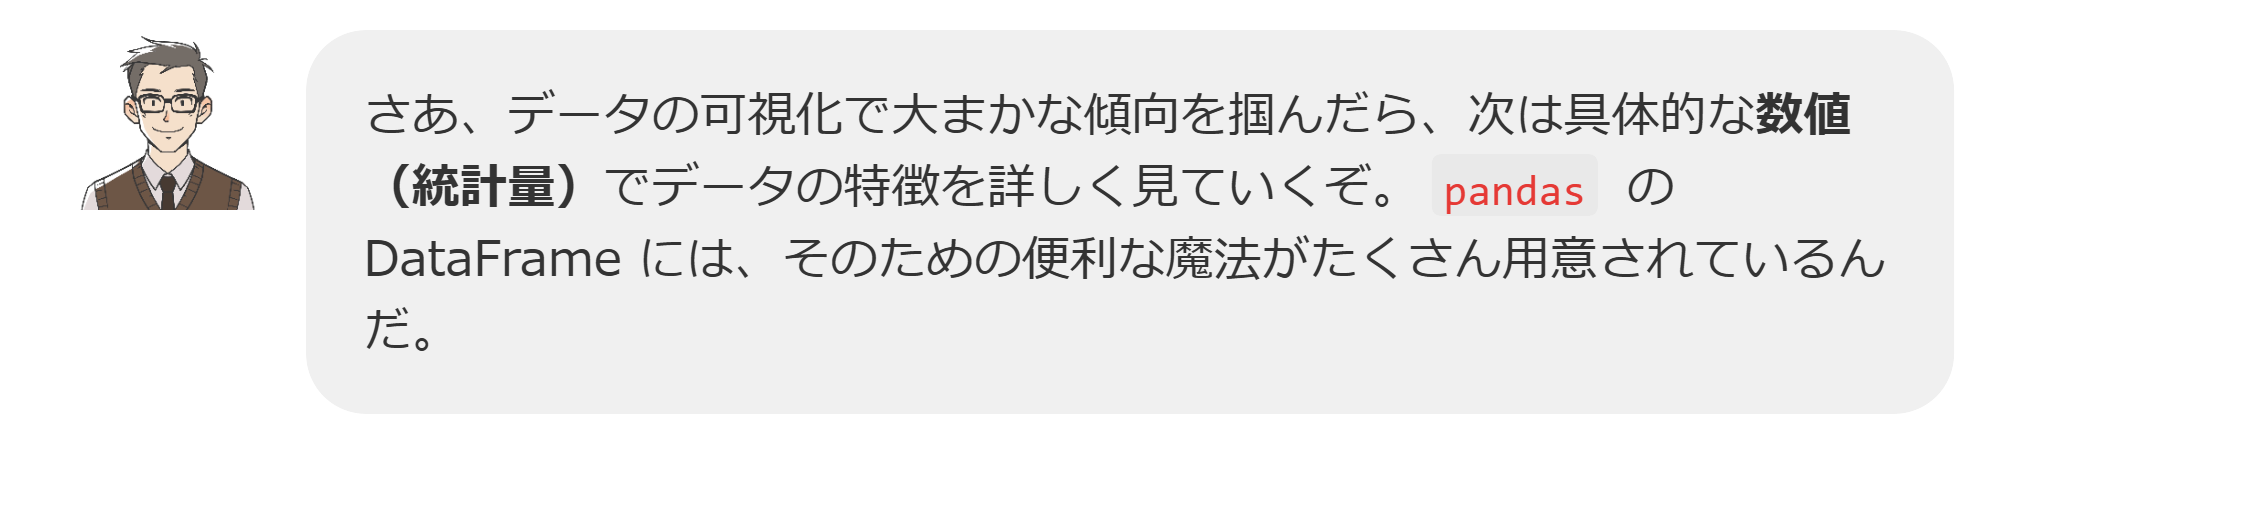 さあ、データの可視化で大まかな傾向を掴んだら、次は具体的な数値
（統計量）でデータの特徴を詳しく見ていくぞ。 pandas の
DataFrame には、そのための便利な魔法がたくさん用意されているん
だ。